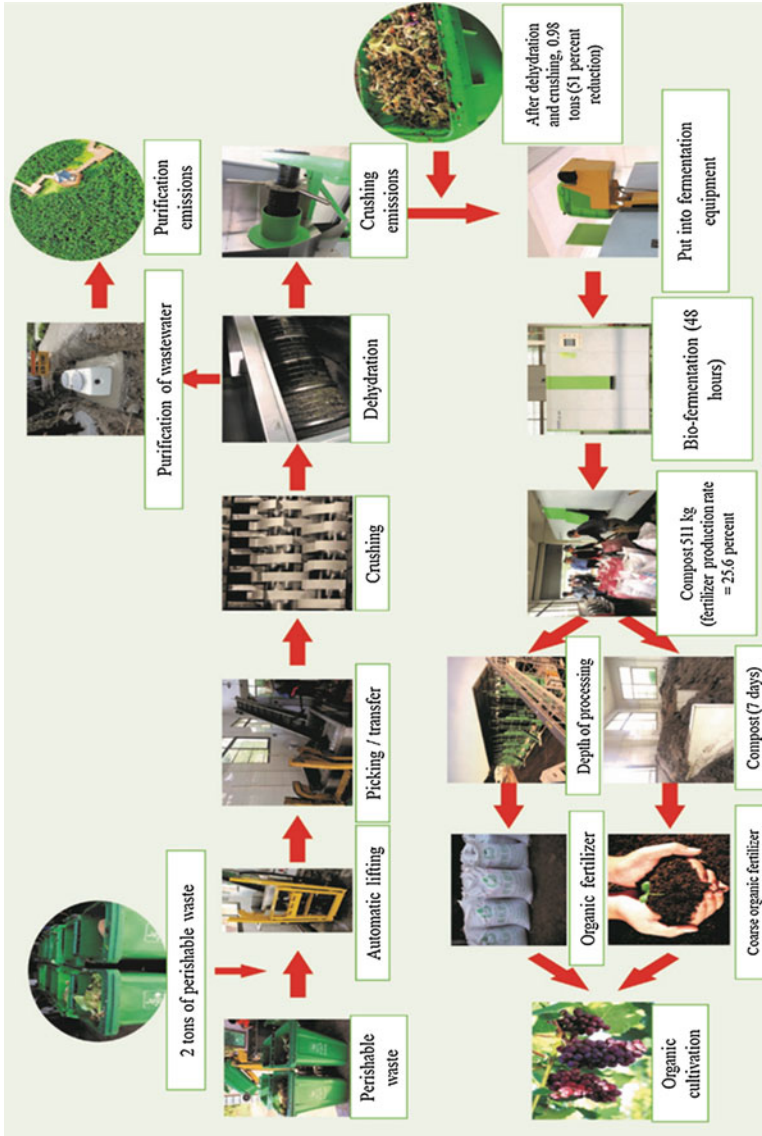 2 tons of perishable waste
Perishable
waste
Automatic lifting
Picking / transfer
Crushing
Dehydration
Purification of wastewater
Purification
emissions
Crushing
emissions
After dehydration
and crushing, 0.98
tons (51 percent
reduction)
Put into fermentation
equipment
Bio-fermentation (48
hours)
Compost 511 kg
(fertilizer production rate
= 25.6 percent
Depth of processing
Compost (7 days)
Organic fertilizer
Coarse organic fertilizer
Organic
cultivation